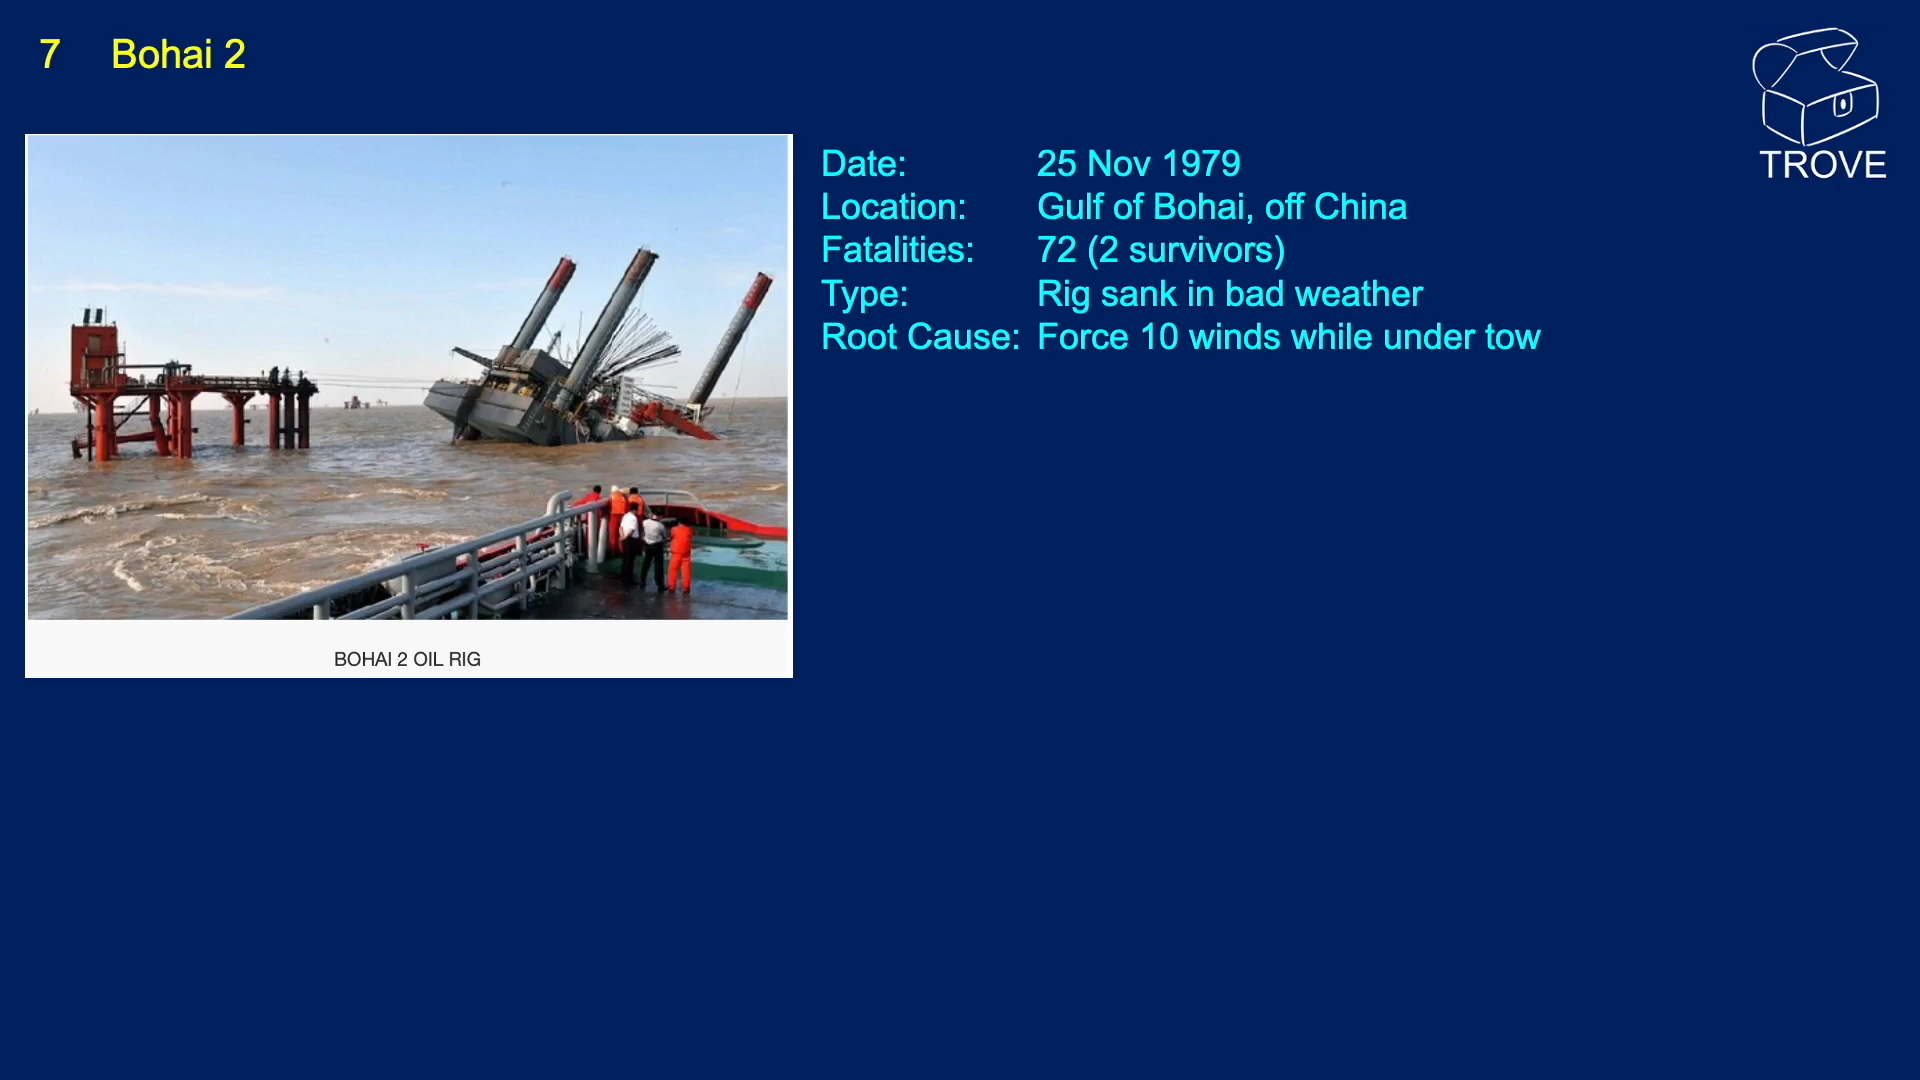 7 Bohai 2
TROVE
Date: 25 Nov 1979
Location: Gulf of Bohai, off China
Fatalities: 72 (2 survivors)
Type: Rig sank in bad weather
Root Cause: Force 10 winds while under tow
BOHAI 2 OIL RIG